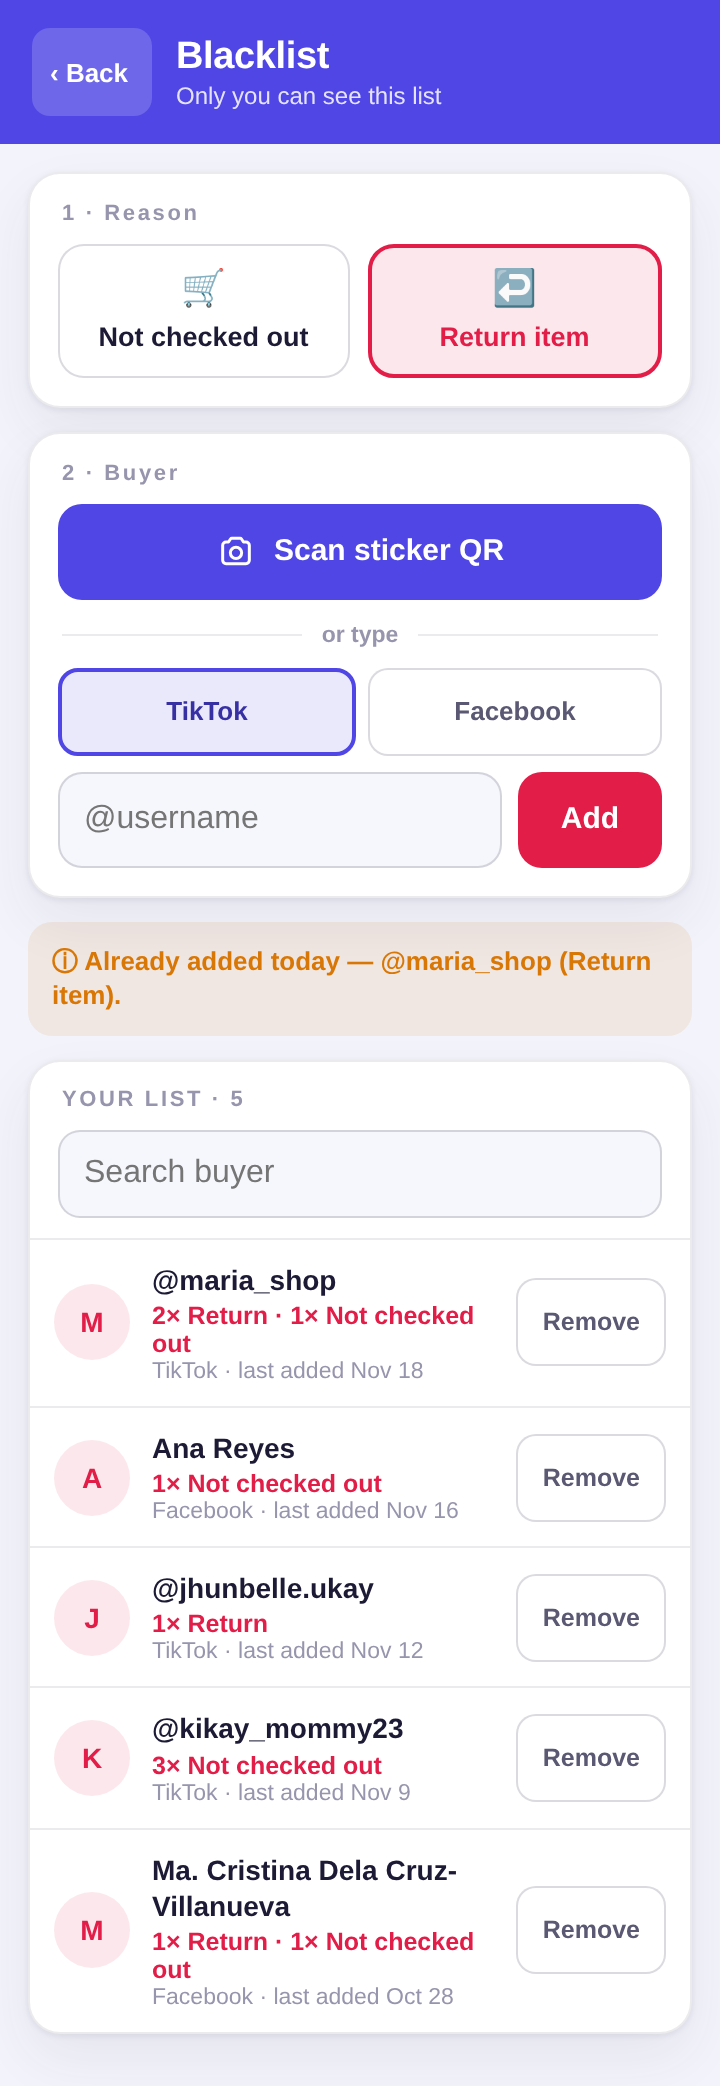 ‹ Back
Blacklist
Only you can see this list
1 · Reason
Not checked out
Return item
2 · Buyer
Scan sticker QR
or type
TikTok
Facebook
@username
Add
ⓘ Already added today — @maria_shop (Return
item).
YOUR LIST · 5
Search buyer
M
@maria_shop
2× Return · 1× Not checked
out
TikTok · last added Nov 18
Remove
A
Ana Reyes
1× Not checked out
Facebook · last added Nov 16
Remove
J
@jhunbelle.ukay
1× Return
TikTok · last added Nov 12
Remove
K
@kikay_mommy23
3× Not checked out
TikTok · last added Nov 9
Remove
M
Ma. Cristina Dela Cruz-
Villanueva
1× Return · 1× Not checked
out
Facebook · last added Oct 28
Remove